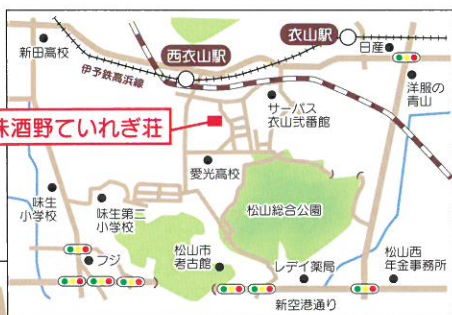 新田高校
伊予鉄高浜線
西衣山駅
衣山駅
日産
洋服の
青山
味酒野ていれぎ荘
サーパス
衣山弐番館
愛光高校
味生
小学校
味生第二
小学校
松山総合公園
フジ
松山市
考古館
レデイ薬局
松山西
年金事務所
新空港通り